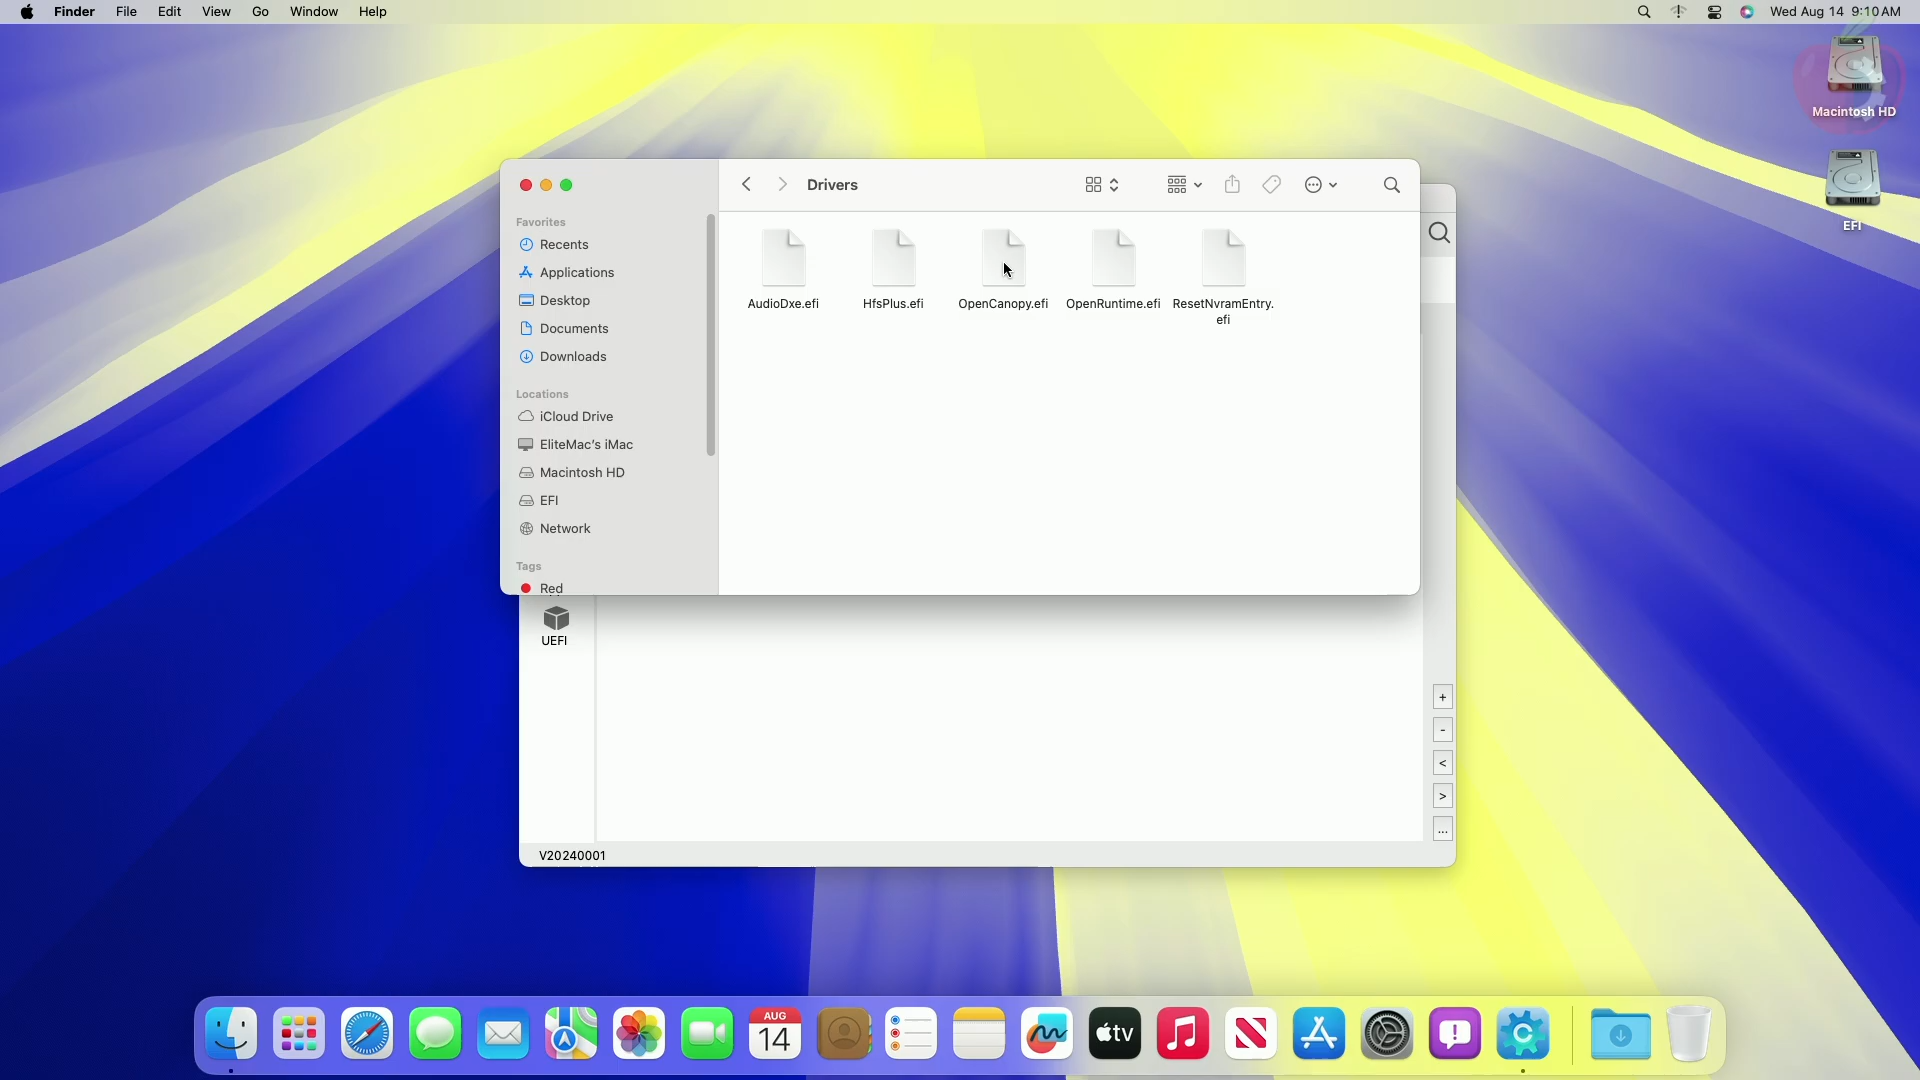 Finder File Edit View Go Window Help
Wed Aug 14 9:10 AM
Macintosh HD
EFI
Drivers
Favorites
Recents
Applications
Desktop
Documents
Downloads
Locations
iCloud Drive
EliteMac's iMac
Macintosh HD
EFI
Network
Tags
Red
AudioDxe.efi
HfsPlus.efi
OpenCanopy.efi
OpenRuntime.efi
ResetNvramEntry.
efi
UEFI
+
-
<
>
...
V20240001
AUG
14
tv